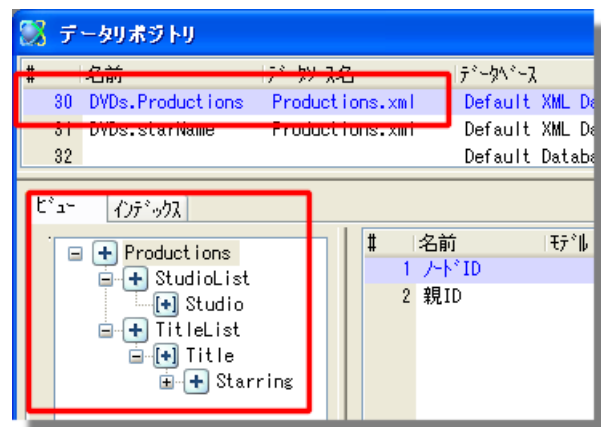 データリポジトリ
# 名前 データソース名 データベース
30 DVDs.Productions Productions.xml Default XML Da
31 DVDs.starName Productions.xml Default XML Da
32 Default Databa
ビュー インデックス
Productions
StudioList
Studio
TitleList
Title
Starring
# 名前 モデル
1 ノードID
2 親ID